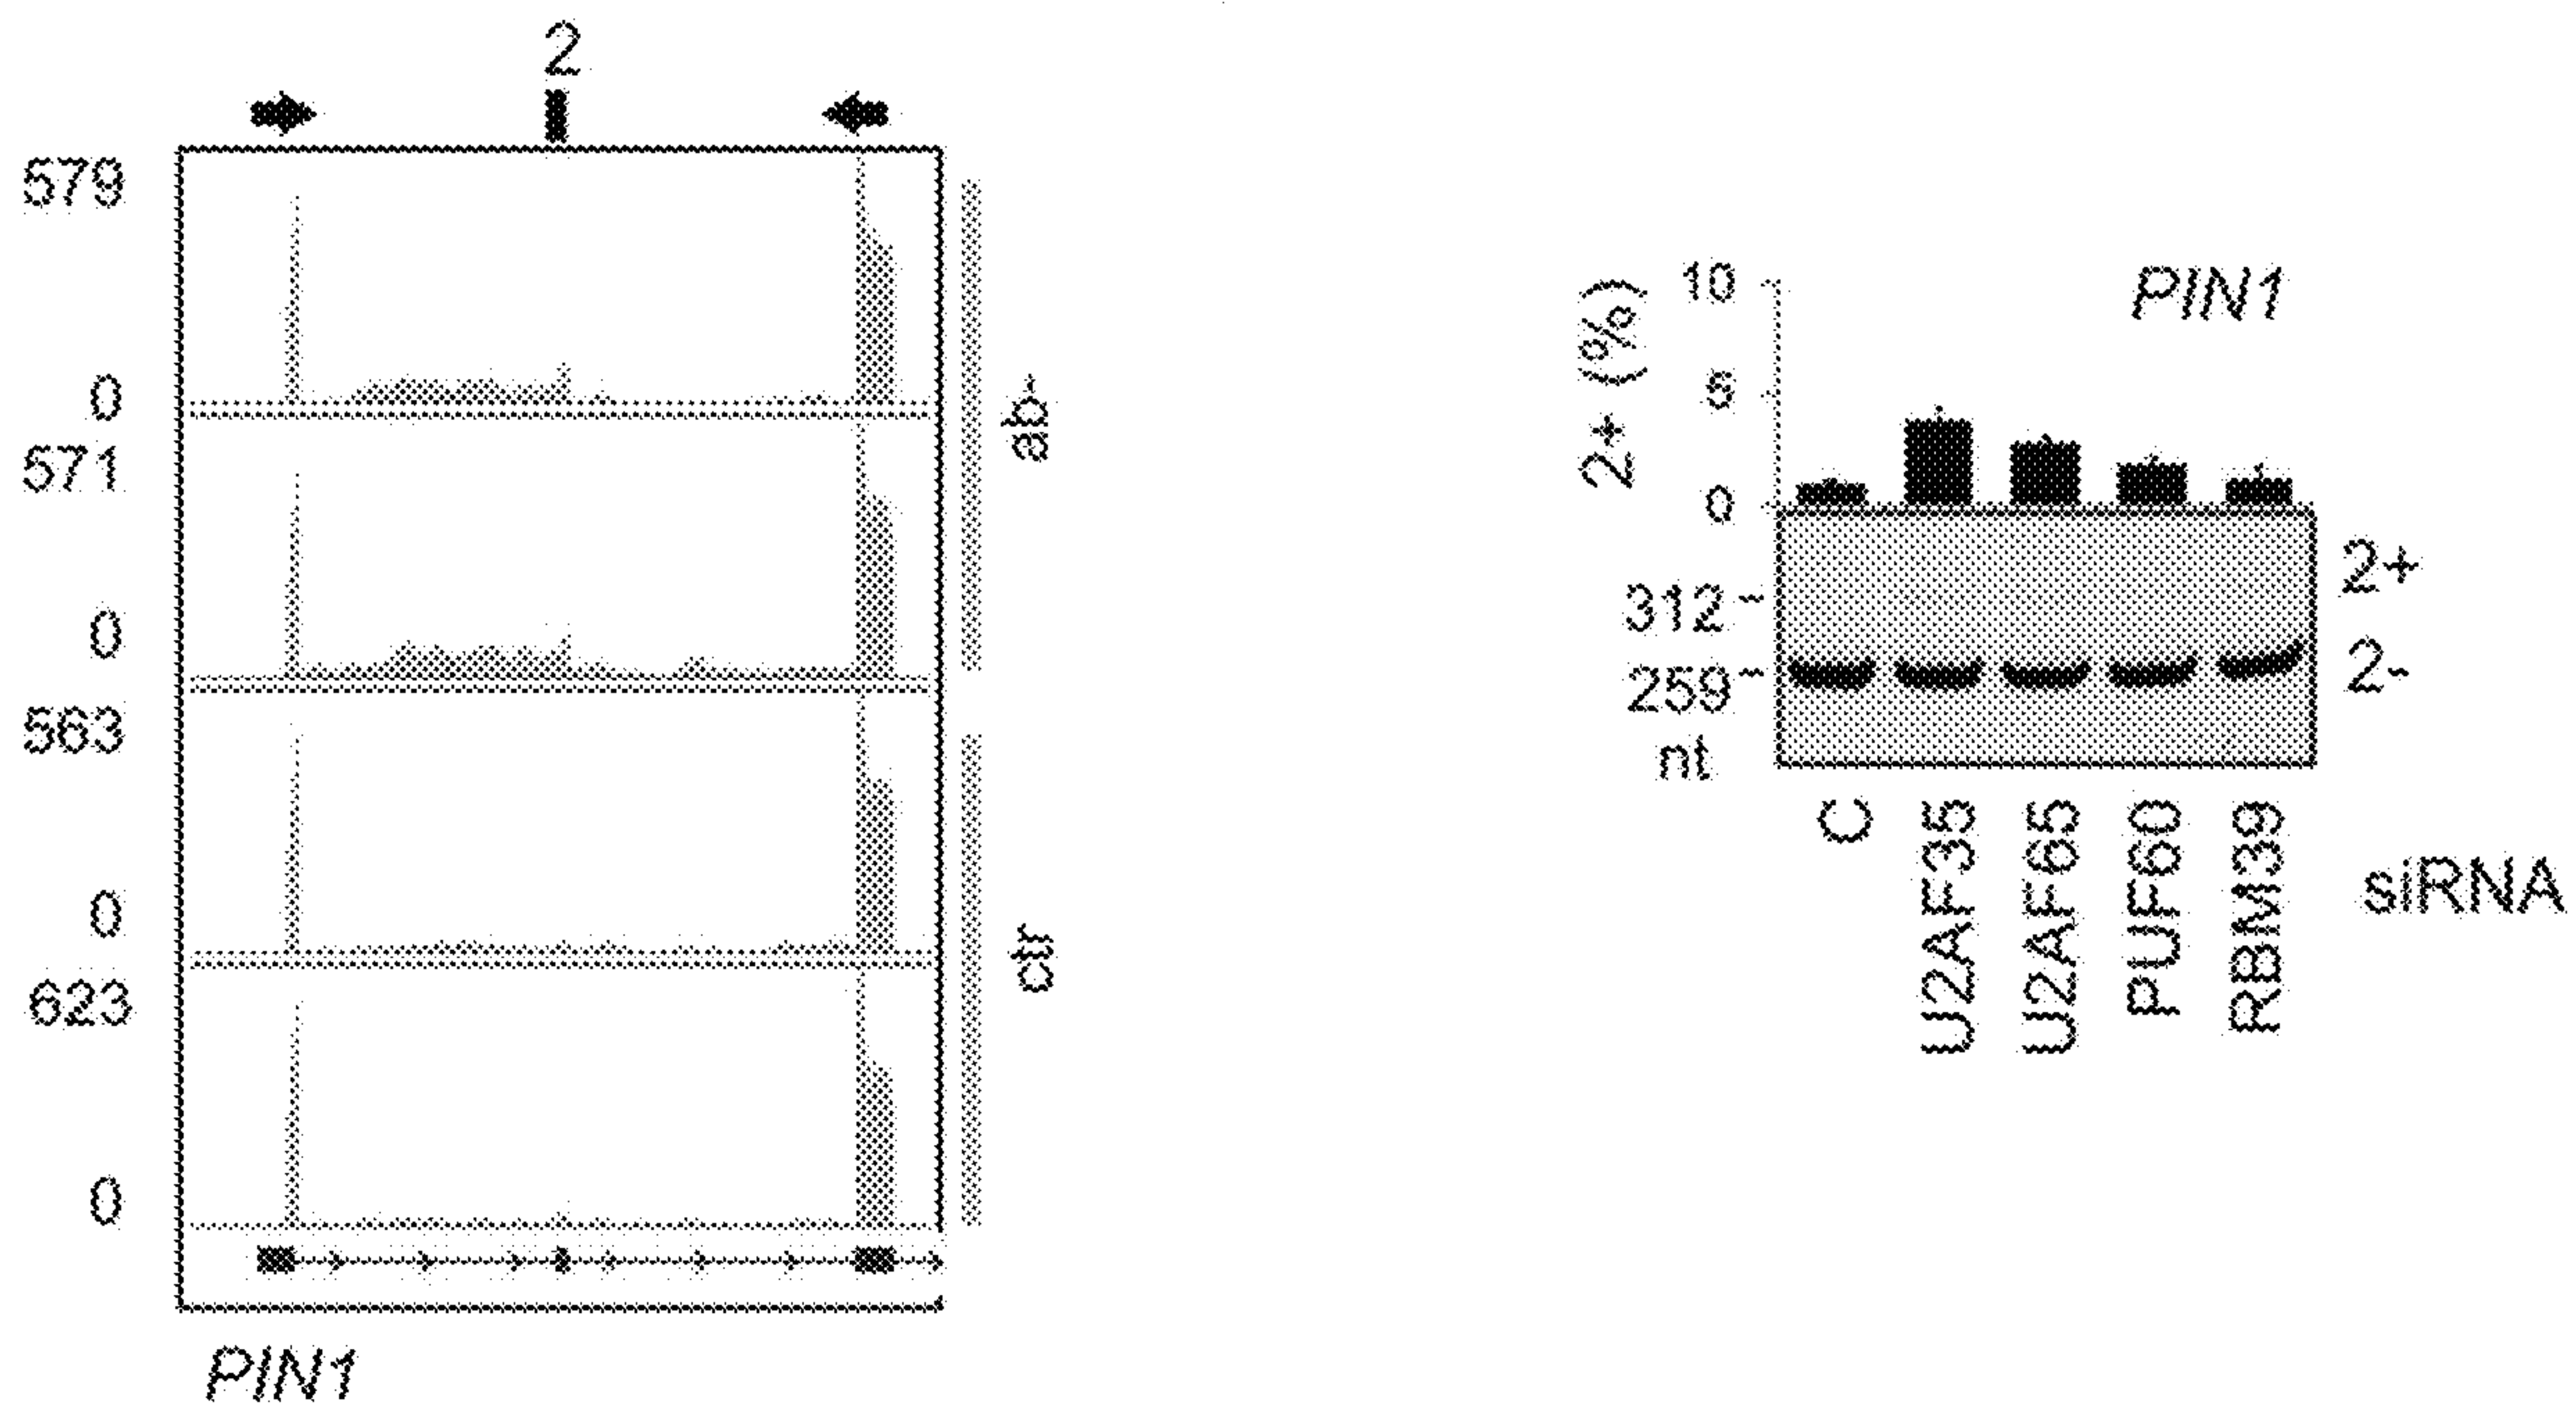 2
579
0
571
0
563
0
623
0
ab-
ctr
PIN1
PIN1
2+ (%)
10
5
0
312
259
nt
2+
2-
C
U2AF35
U2AF65
PUF60
RBM39
siRNA